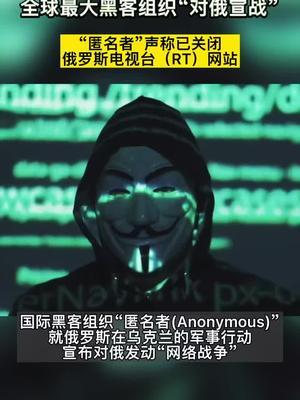 全球最大黑客组织“对俄宣战”
“匿名者”声称已关闭
俄罗斯电视台（RT）网站
nding/trending/d
国际黑客组织“匿名者(Anonymous)”
就俄罗斯在乌克兰的军事行动
宣布对俄发动“网络战争”